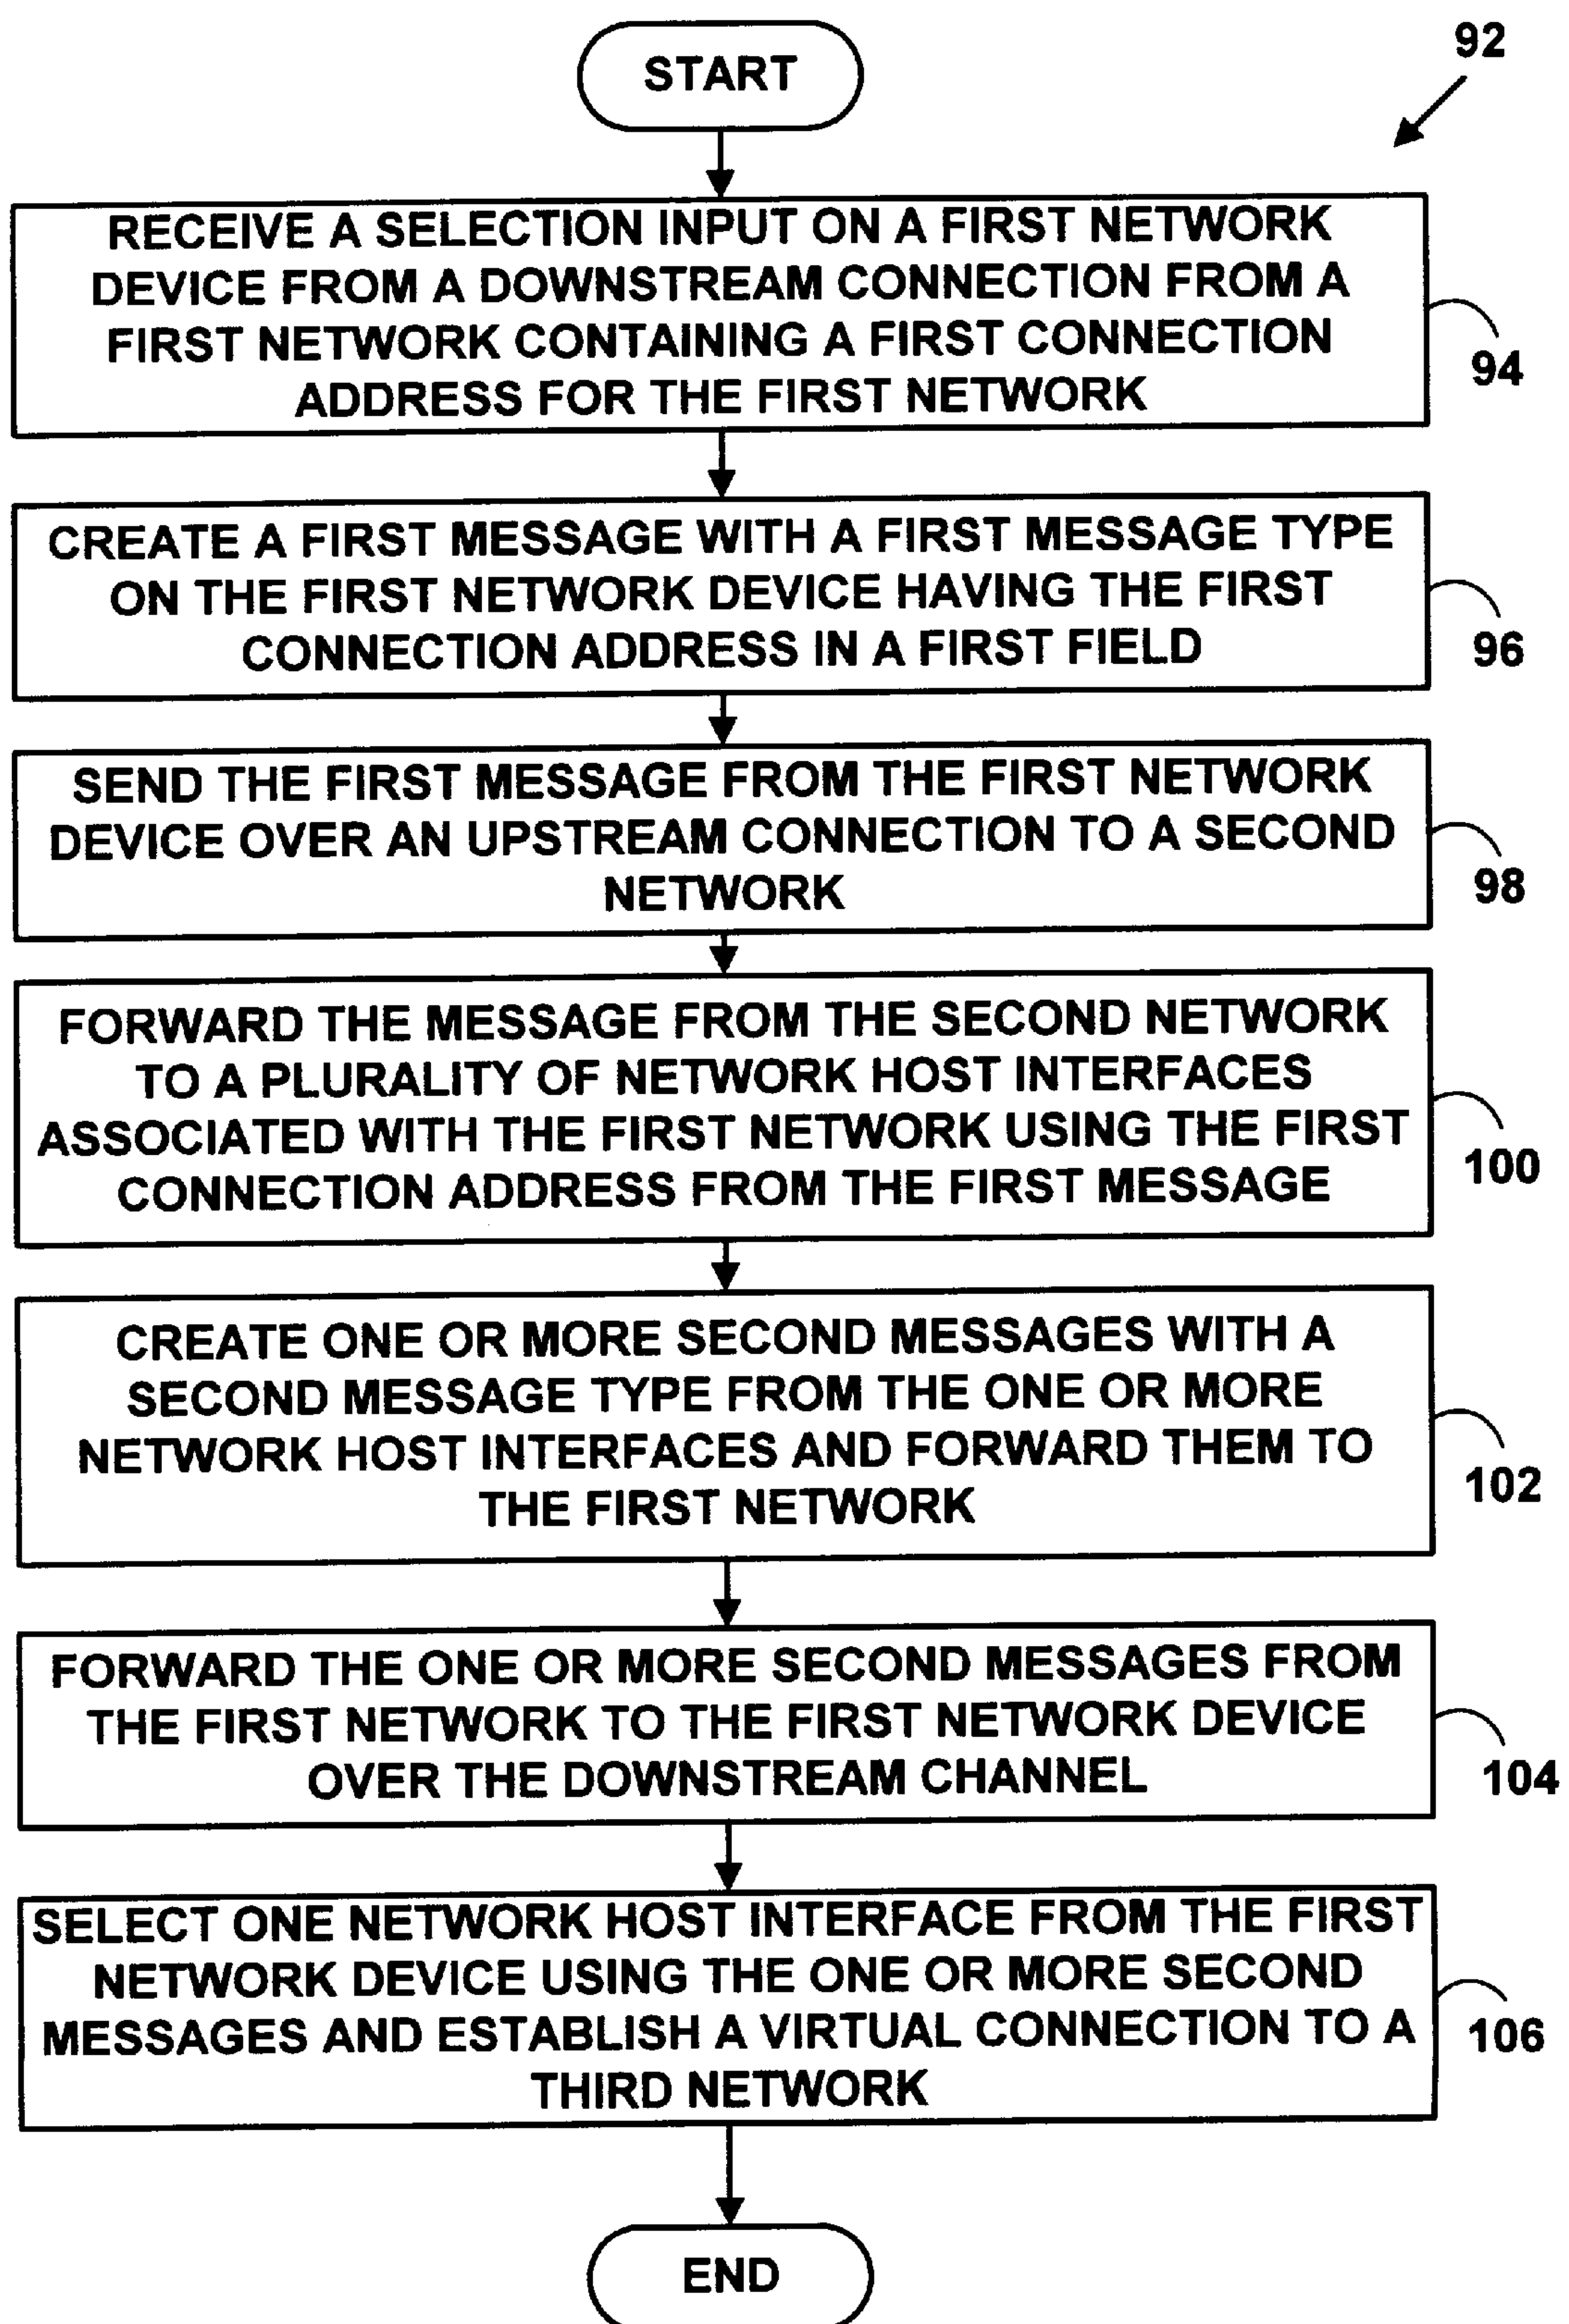 START
92
RECEIVE A SELECTION INPUT ON A FIRST NETWORK
DEVICE FROM A DOWNSTREAM CONNECTION FROM A
FIRST NETWORK CONTAINING A FIRST CONNECTION
ADDRESS FOR THE FIRST NETWORK
94
CREATE A FIRST MESSAGE WITH A FIRST MESSAGE TYPE
ON THE FIRST NETWORK DEVICE HAVING THE FIRST
CONNECTION ADDRESS IN A FIRST FIELD
96
SEND THE FIRST MESSAGE FROM THE FIRST NETWORK
DEVICE OVER AN UPSTREAM CONNECTION TO A SECOND
NETWORK
98
FORWARD THE MESSAGE FROM THE SECOND NETWORK
TO A PLURALITY OF NETWORK HOST INTERFACES
ASSOCIATED WITH THE FIRST NETWORK USING THE FIRST
CONNECTION ADDRESS FROM THE FIRST MESSAGE
100
CREATE ONE OR MORE SECOND MESSAGES WITH A
SECOND MESSAGE TYPE FROM THE ONE OR MORE
NETWORK HOST INTERFACES AND FORWARD THEM TO
THE FIRST NETWORK
102
FORWARD THE ONE OR MORE SECOND MESSAGES FROM
THE FIRST NETWORK TO THE FIRST NETWORK DEVICE
OVER THE DOWNSTREAM CHANNEL
104
SELECT ONE NETWORK HOST INTERFACE FROM THE FIRST
NETWORK DEVICE USING THE ONE OR MORE SECOND
MESSAGES AND ESTABLISH A VIRTUAL CONNECTION TO A
THIRD NETWORK
106
END